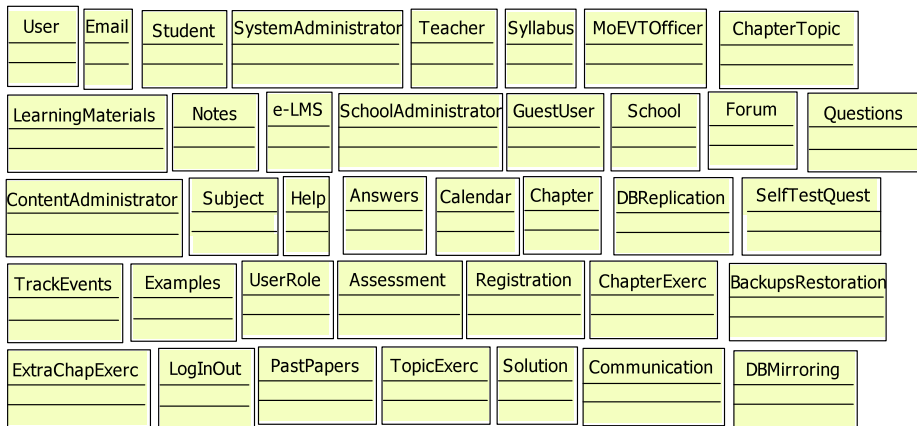 User Email Student SystemAdministrator Teacher Syllabus MoEVTOfficer ChapterTopic
LearningMaterials Notes e-LMS SchoolAdministrator GuestUser School Forum Questions
ContentAdministrator Subject Help Answers Calendar Chapter DBReplication SelfTestQuest
TrackEvents Examples UserRole Assessment Registration ChapterExerc BackupsRestoration
ExtraChapExerc LogInOut PastPapers TopicExerc Solution Communication DBMirroring